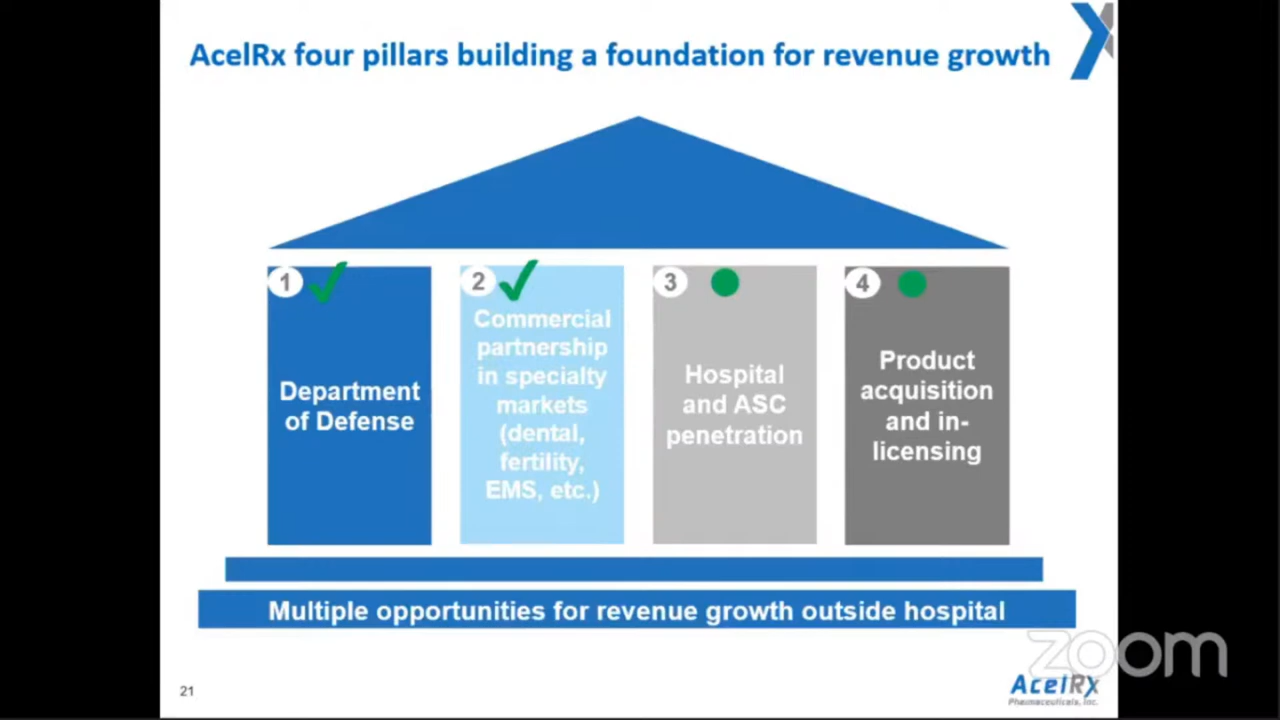 AcelRx four pillars building a foundation for revenue growth
1
Department
of Defense
2
Commercial
partnership
in specialty
markets
(dental,
fertility,
EMS, etc.)
3
Hospital
and ASC
penetration
4
Product
acquisition
and in-
licensing
Multiple opportunities for revenue growth outside hospital
zoom
21
AcelRx
Pharmaceuticals, Inc.